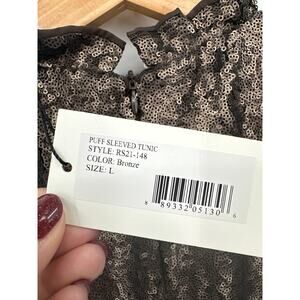 PUFF SLEEVED TUNIC
STYLE: RS21-148
COLOR: Bronze
SIZE: L
8 89332 05130 6